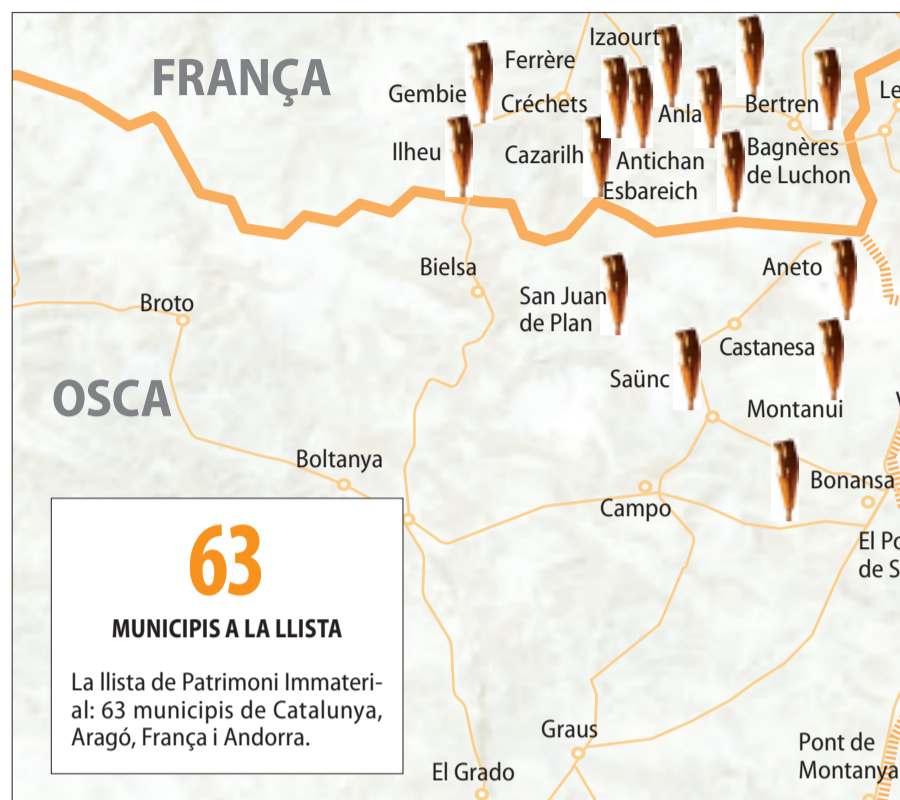 FRANÇA
Izaourt
Ferrère
Gembie
Créchets
Anla
Bertren
Le
Ilheu
Cazarilh
Antichan
Bagnères
de Luchon
Esbareich
Bielsa
Aneto
San Juan
de Plan
Broto
Castanesa
Saünc
OSCA
Montanui
Boltanya
Bonansa
Campo
El Po
de S
63
MUNICIPIS A LA LLISTA
La llista de Patrimoni Immateri-
al: 63 municipis de Catalunya,
Aragó, França i Andorra.
Graus
Pont de
Montanya
El Grado